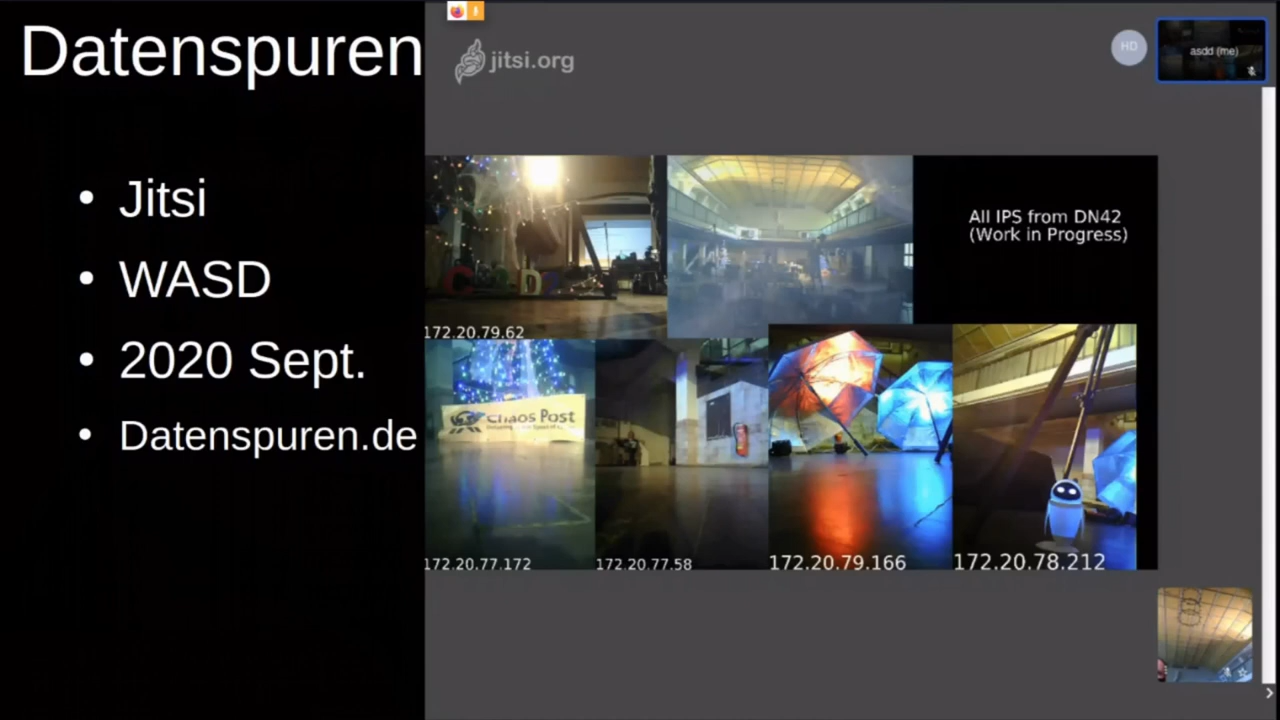 Datenspuren
• Jitsi
• WASD
• 2020 Sept.
• Datenspuren.de
jitsi.org
HD
asdd (me)
All IPS from DN42
(Work in Progress)
172.20.79.62
Chaos Post
172.20.77.172
172.20.77.58
172.20.79.166
172.20.78.212